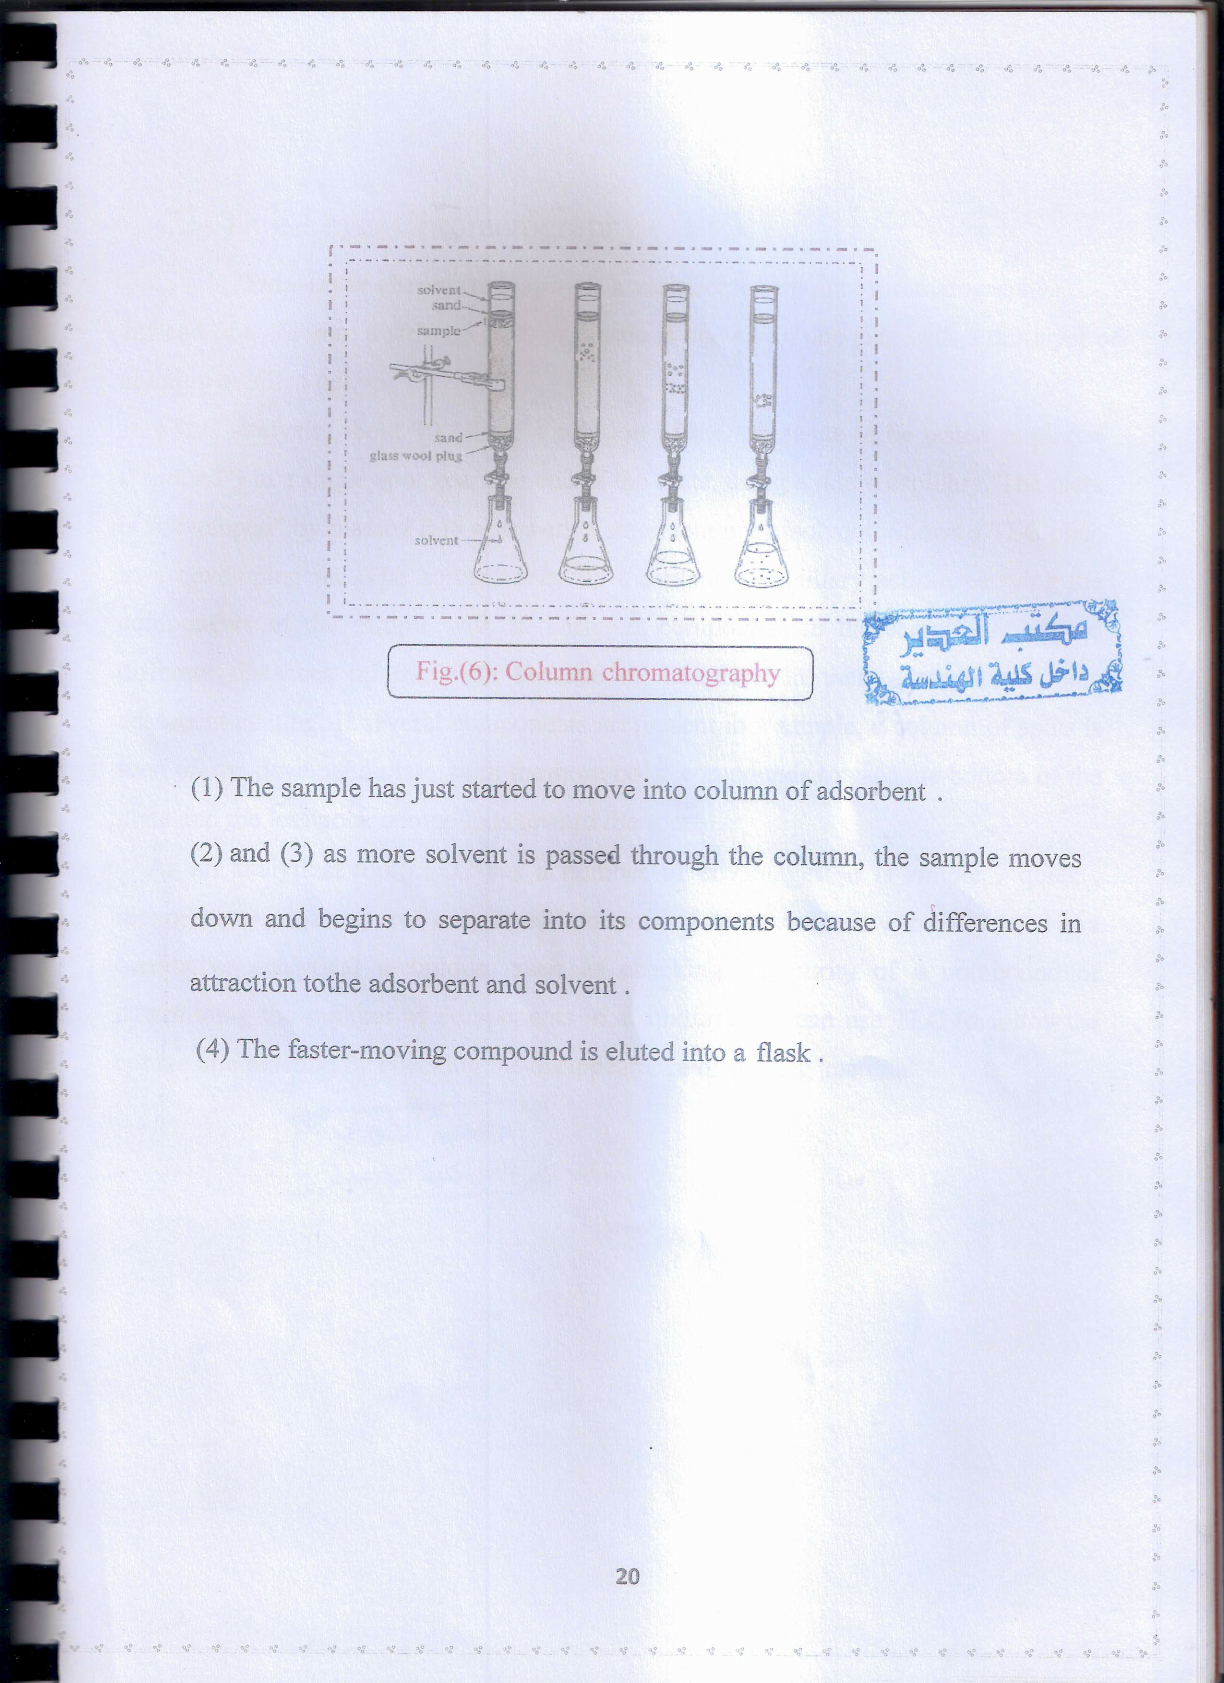 solvent
sand
sample
sand
glass wool plug
solvent
Fig.(6): Column chromatography
مكتب الغدير
داخل كلية الهندسة
(1) The sample has just started to move into column of adsorbent .
(2) and (3) as more solvent is passed through the column, the sample moves
down and begins to separate into its components because of differences in
attraction tothe adsorbent and solvent .
(4) The faster-moving compound is eluted into a flask .
20